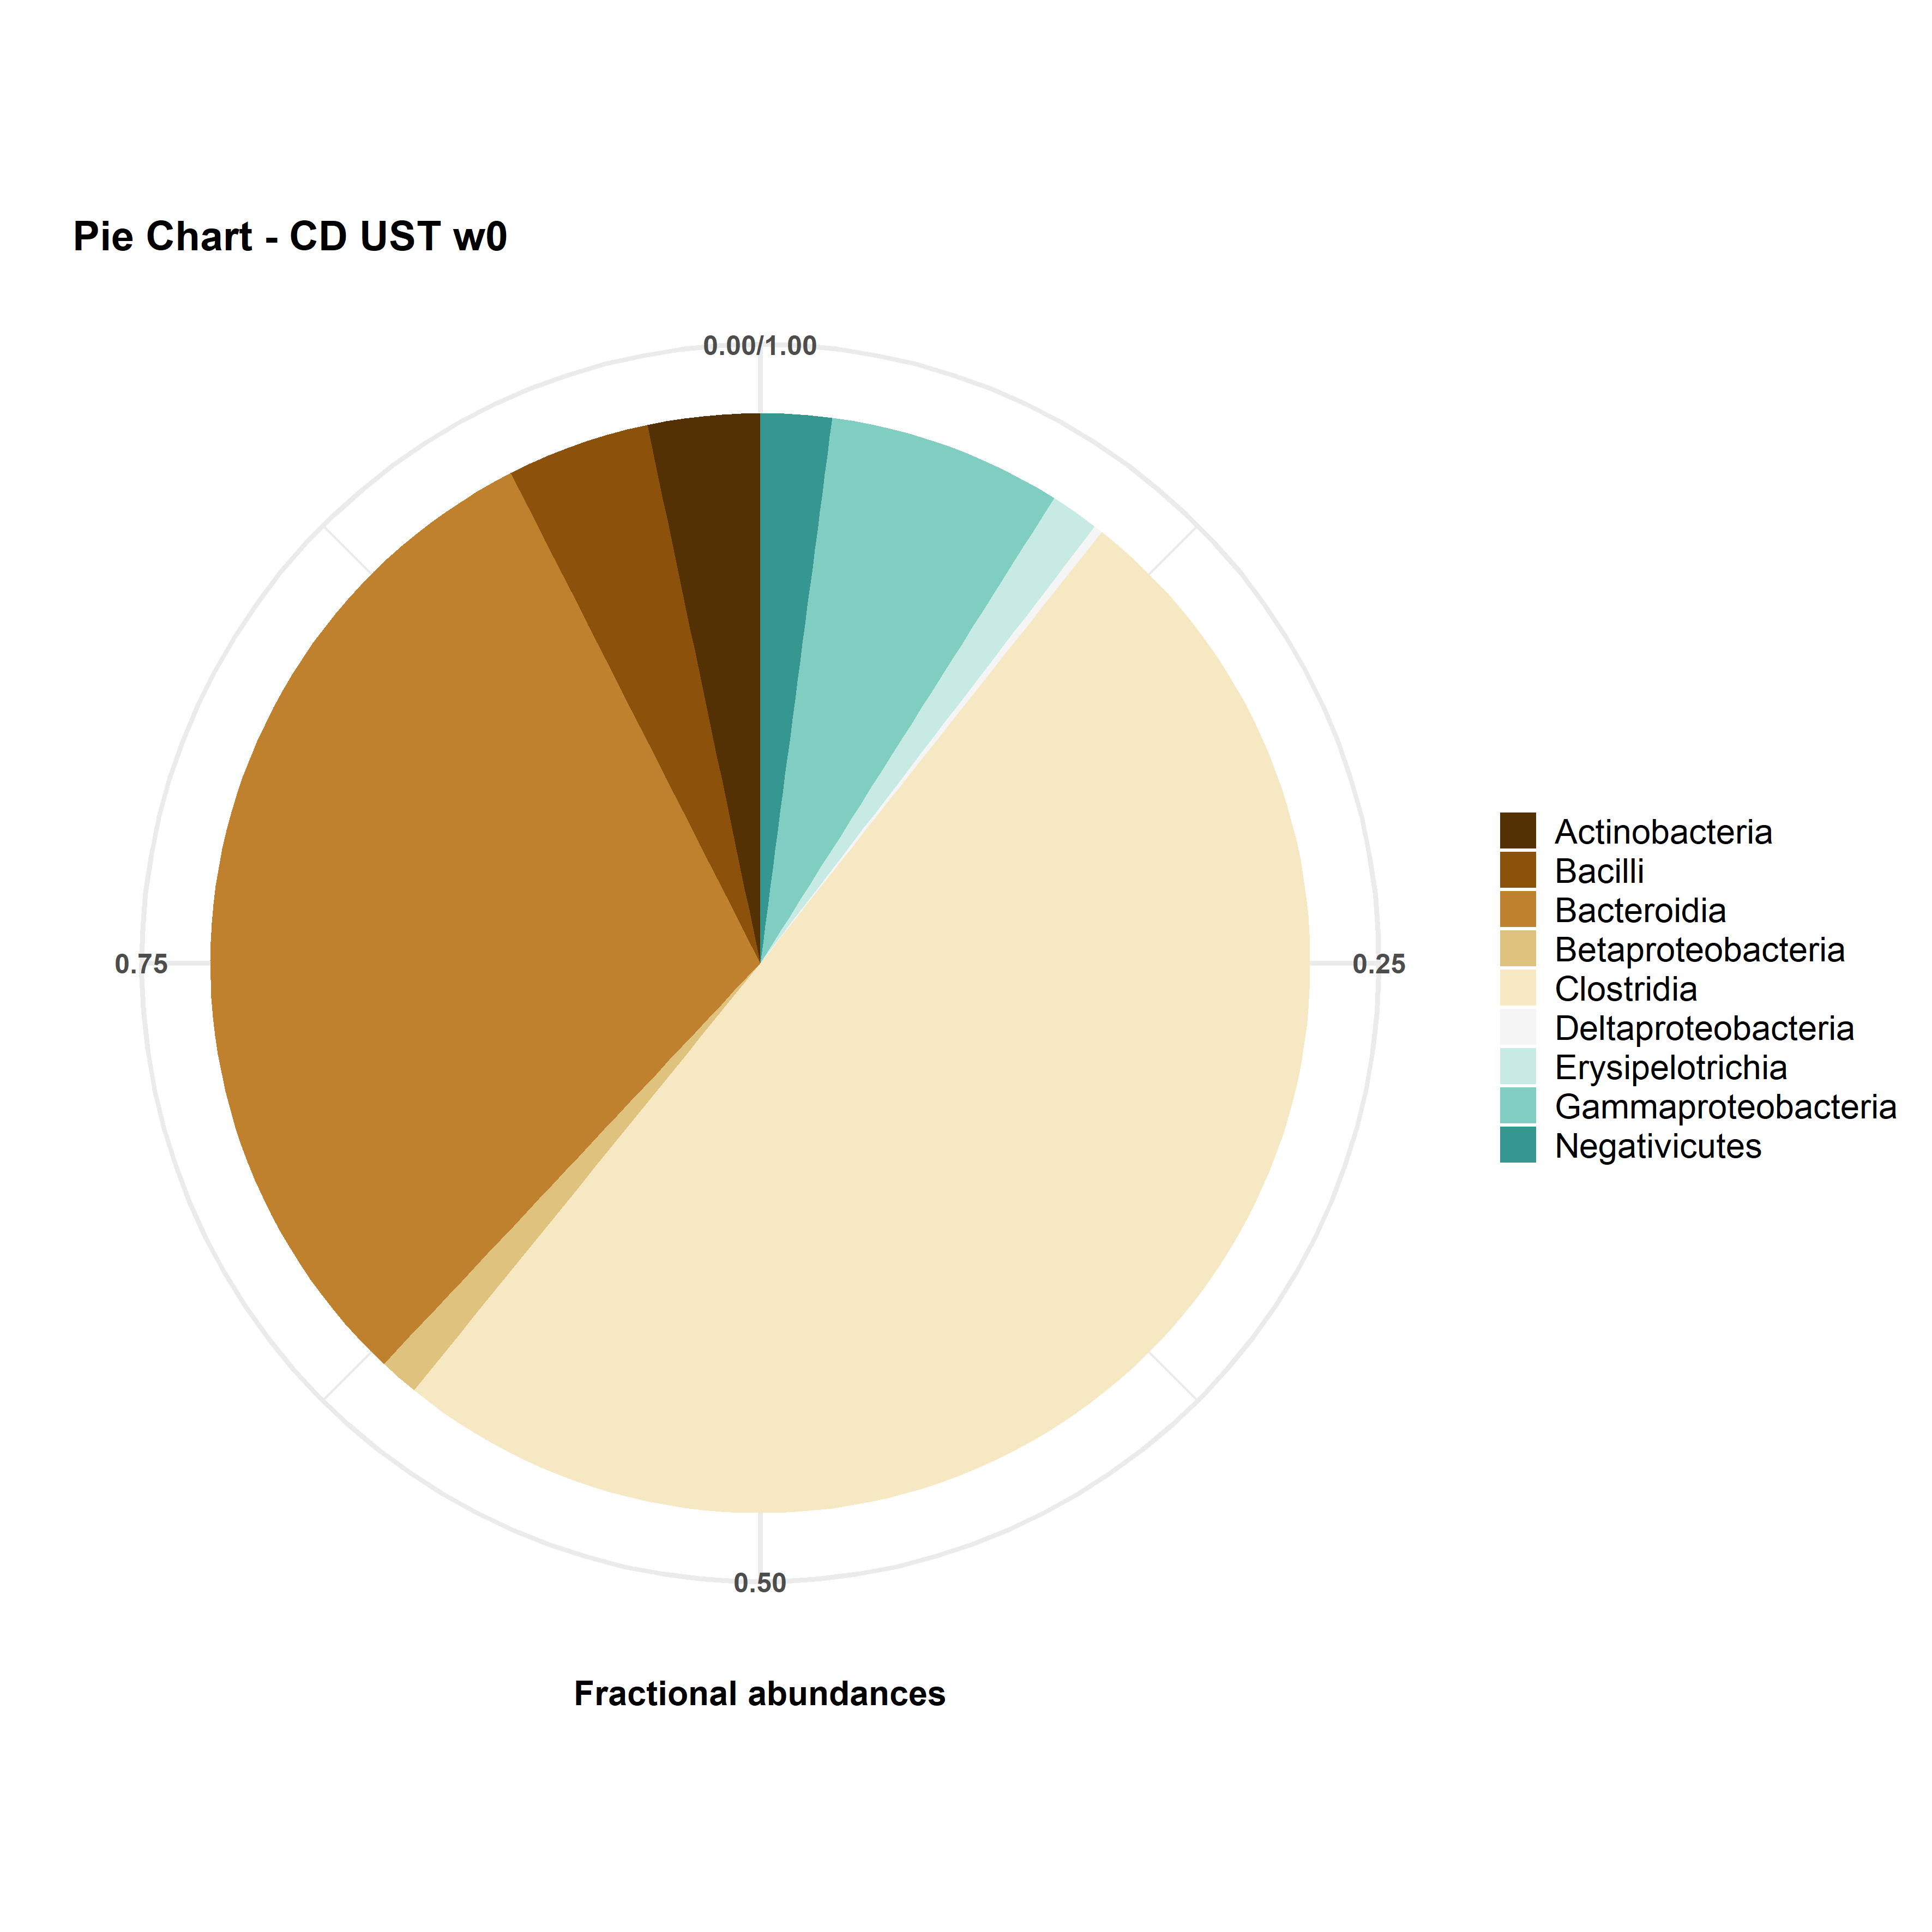 Pie Chart - CD UST w0
0.00/1.00
0.75
0.25
0.50
Fractional abundances
Actinobacteria
Bacilli
Bacteroidia
Betaproteobacteria
Clostridia
Deltaproteobacteria
Erysipelotrichia
Gammaproteobacteria
Negativicutes